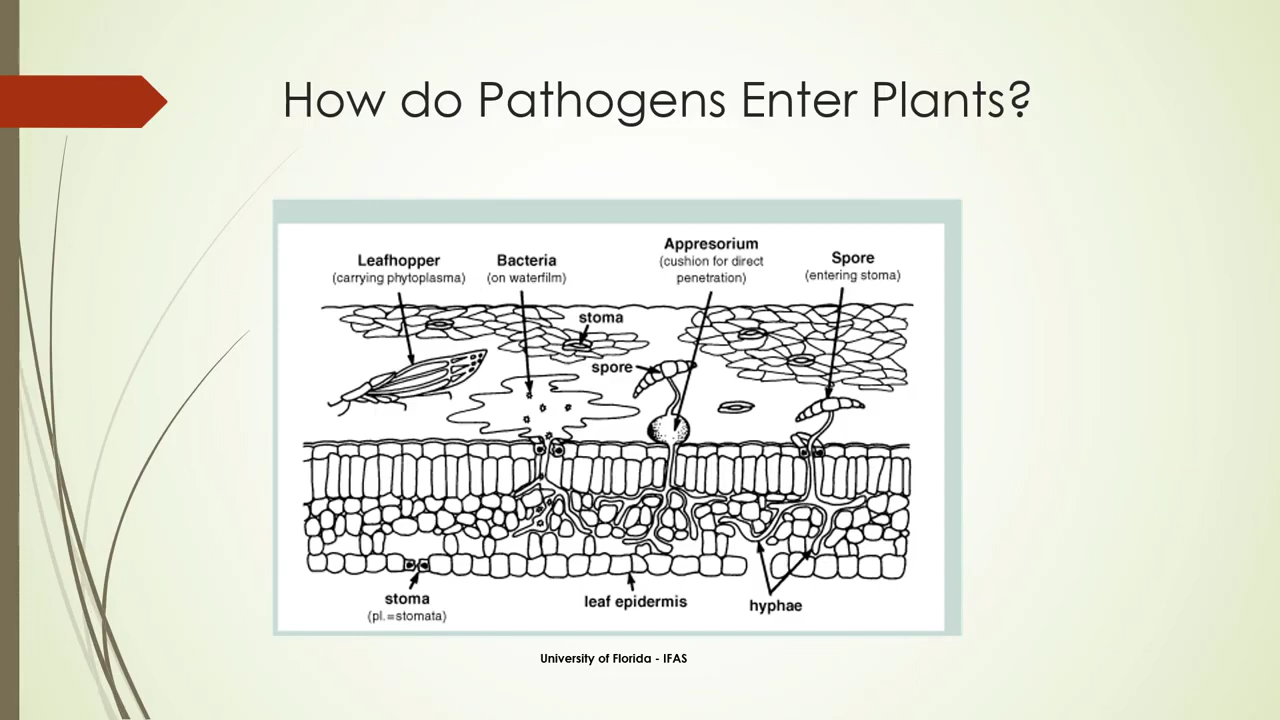 How do Pathogens Enter Plants?
Leafhopper
(carrying phytoplasma)
Bacteria
(on waterfilm)
Appresorium
(cushion for direct
penetration)
Spore
(entering stoma)
stoma
spore
stoma
(pl.=stomata)
leaf epidermis
hyphae
University of Florida - IFAS